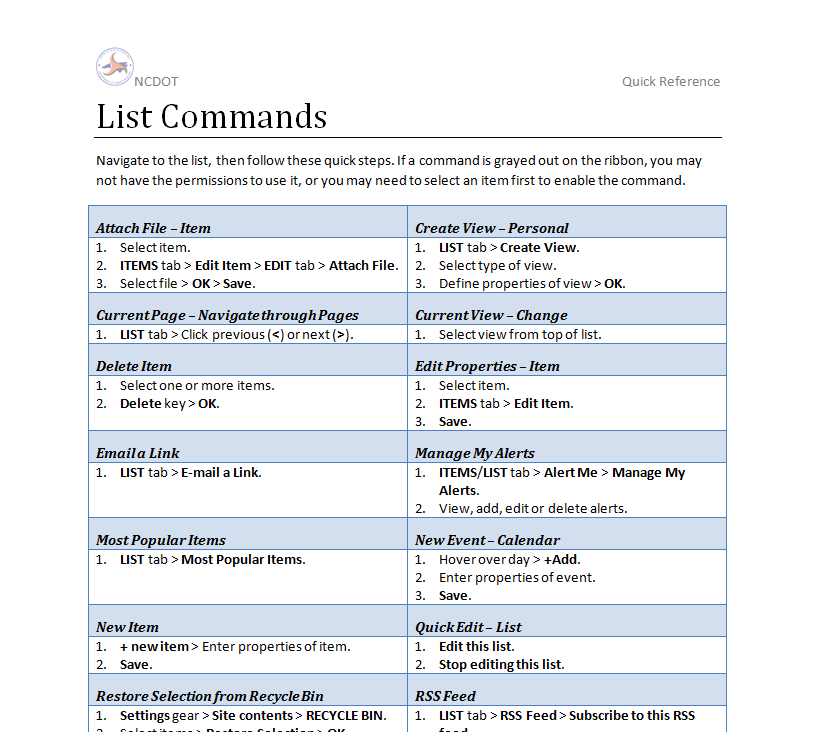 NCDOT
Quick Reference
List Commands
Navigate to the list, then follow these quick steps. If a command is grayed out on the ribbon, you may
not have the permissions to use it, or you may need to select an item first to enable the command.
Attach File – Item
1. Select item.
2. ITEMS tab > Edit Item > EDIT tab > Attach File.
3. Select file > OK > Save.
Create View – Personal
1. LIST tab > Create View.
2. Select type of view.
3. Define properties of view > OK.
Current Page – Navigate through Pages
1. LIST tab > Click previous (<) or next (>).
Current View – Change
1. Select view from top of list.
Delete Item
1. Select one or more items.
2. Delete key > OK.
Edit Properties – Item
1. Select item.
2. ITEMS tab > Edit Item.
3. Save.
Email a Link
1. LIST tab > E-mail a Link.
Manage My Alerts
1. ITEMS/LIST tab > Alert Me > Manage My
Alerts.
2. View, add, edit or delete alerts.
Most Popular Items
1. LIST tab > Most Popular Items.
New Event – Calendar
1. Hover over day > +Add.
2. Enter properties of event.
3. Save.
New Item
1. + new item > Enter properties of item.
2. Save.
Quick Edit – List
1. Edit this list.
2. Stop editing this list.
Restore Selection from Recycle Bin
1. Settings gear > Site contents > RECYCLE BIN.
2. Select items > Restore Selection > OK.
RSS Feed
1. LIST tab > RSS Feed > Subscribe to this RSS
feed.